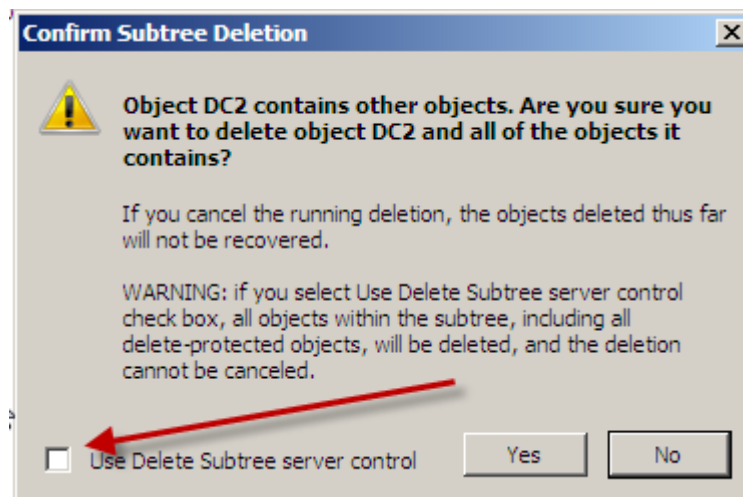 Confirm Subtree Deletion
Object DC2 contains other objects. Are you sure you
want to delete object DC2 and all of the objects it
contains?
If you cancel the running deletion, the objects deleted thus far
will not be recovered.
WARNING: if you select Use Delete Subtree server control
check box, all objects within the subtree, including all
delete-protected objects, will be deleted, and the deletion
cannot be canceled.
Use Delete Subtree server control
Yes
No